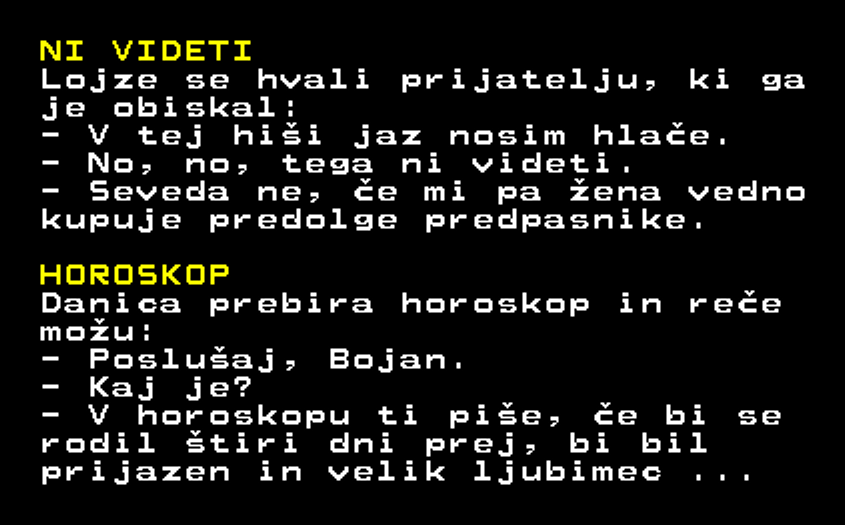 NI VIDETI
Lojze se hvali prijatelju, ki ga
je obiskal:
- V tej hiši jaz nosim hlače.
- No, no, tega ni videti.
- Seveda ne, če mi pa žena vedno
kupuje predolge predpasnike.
HOROSKOP
Danica prebira horoskop in reče
možu:
- Poslušaj, Bojan.
- Kaj je?
- V horoskopu ti piše, če bi se
rodil štiri dni prej, bi bil
prijazen in velik ljubimec ...